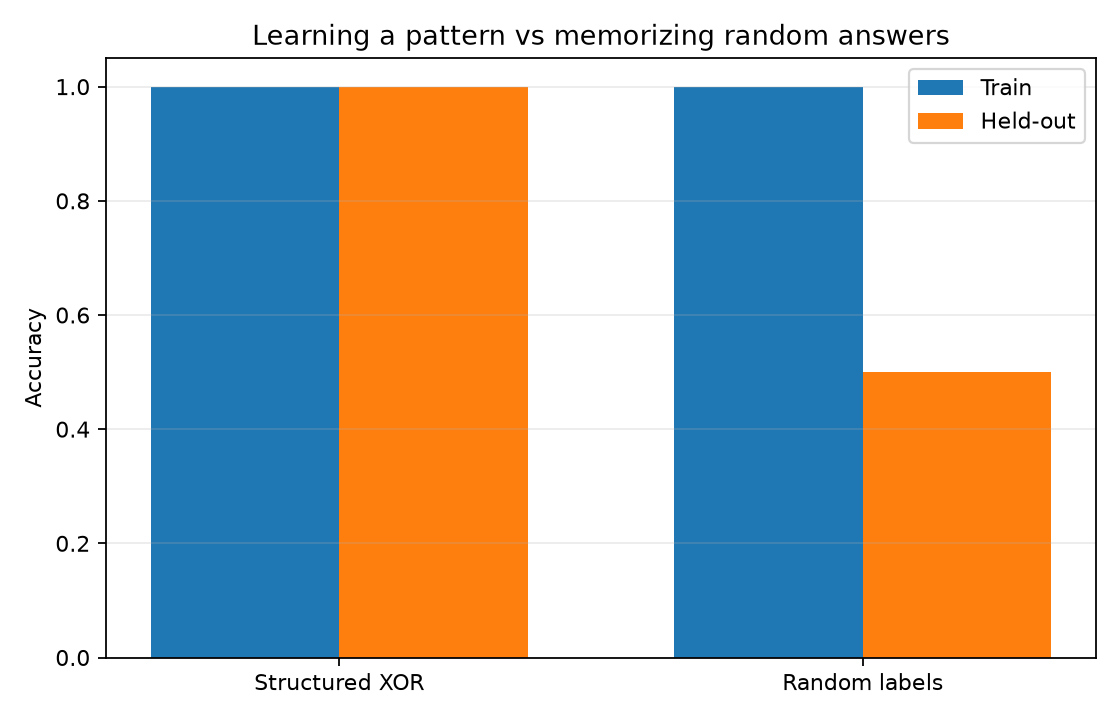 Learning a pattern vs memorizing random answers
Train
Held-out
Accuracy
1.0
0.8
0.6
0.4
0.2
0.0
Structured XOR
Random labels